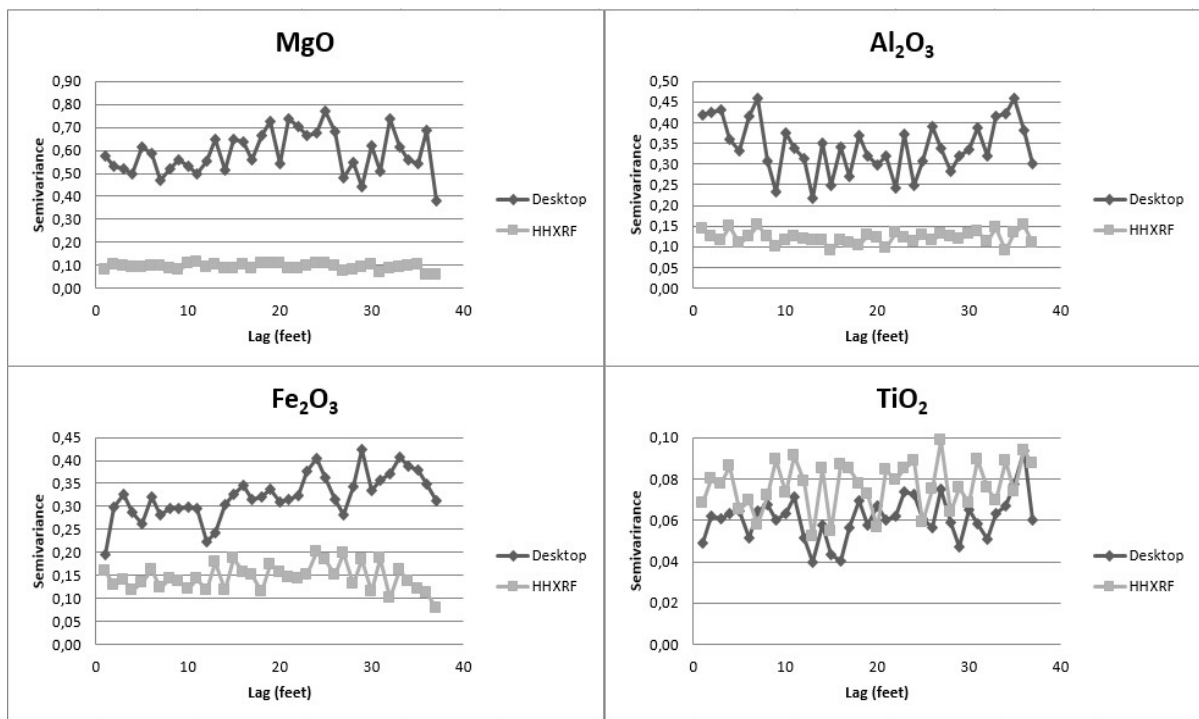 MgO
0,90
0,80
0,70
0,60
0,50
0,40
0,30
0,20
0,10
0,00
Semivariance
0 10 20 30 40
Lag (feet)
Desktop
HHXRF
Al₂O₃
0,50
0,45
0,40
0,35
0,30
0,25
0,20
0,15
0,10
0,05
0,00
Semivarirance
0 10 20 30 40
Lag (feet)
Desktop
HHXRF
Fe₂O₃
0,45
0,40
0,35
0,30
0,25
0,20
0,15
0,10
0,05
0,00
Semivariance
0 10 20 30 40
Lag (feet)
Desktop
HHXRF
TiO₂
0,10
0,08
0,06
0,04
0,02
0,00
Semivarirance
0 10 20 30 40
Lag (feet)
Desktop
HHXRF